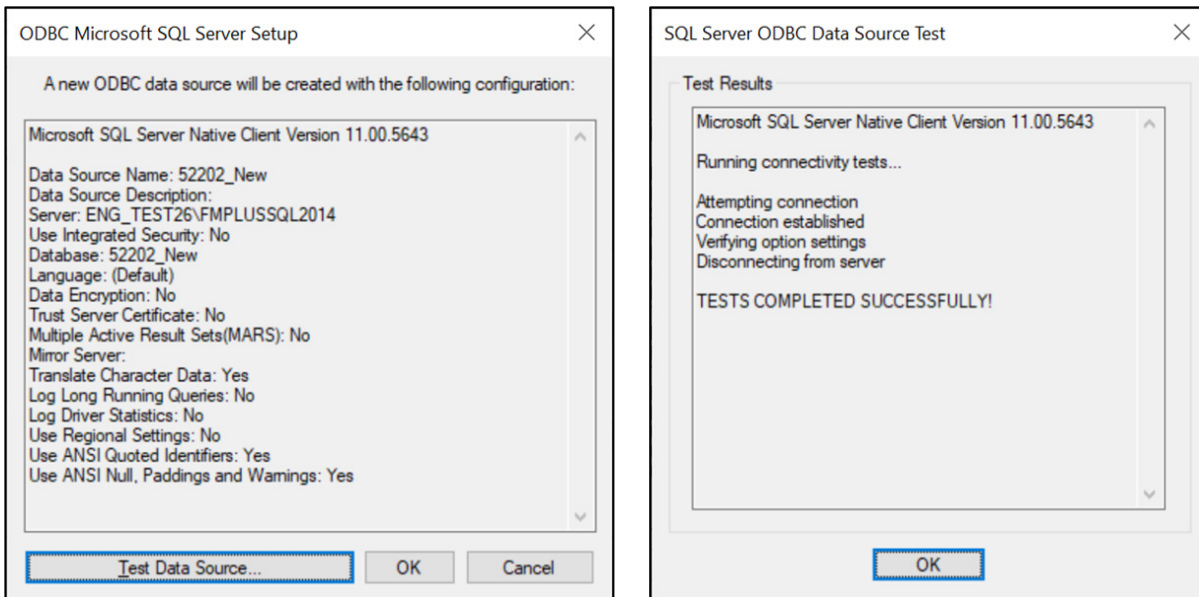 ODBC Microsoft SQL Server Setup
A new ODBC data source will be created with the following configuration:
Microsoft SQL Server Native Client Version 11.00.5643
Data Source Name: 52202_New
Data Source Description:
Server: ENG_TEST26\FMPLUSSQL2014
Use Integrated Security: No
Database: 52202_New
Language: (Default)
Data Encryption: No
Trust Server Certificate: No
Multiple Active Result Sets(MARS): No
Mirror Server:
Translate Character Data: Yes
Log Long Running Queries: No
Log Driver Statistics: No
Use Regional Settings: No
Use ANSI Quoted Identifiers: Yes
Use ANSI Null, Paddings and Warnings: Yes
Test Data Source...
OK
Cancel
SQL Server ODBC Data Source Test
Test Results
Microsoft SQL Server Native Client Version 11.00.5643
Running connectivity tests...
Attempting connection
Connection established
Verifying option settings
Disconnecting from server
TESTS COMPLETED SUCCESSFULLY!
OK